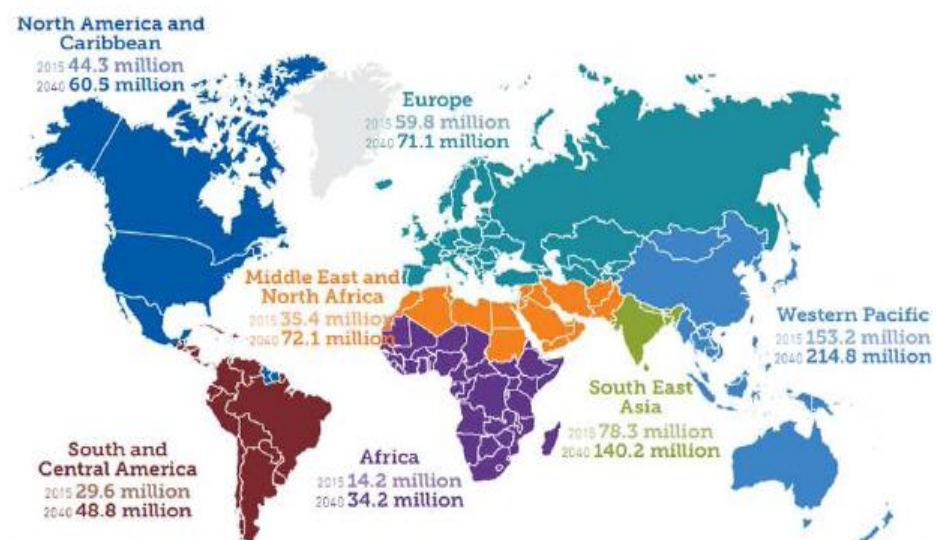 North America and
Caribbean
2015 44.3 million
2040 60.5 million
Europe
2015 59.8 million
2040 71.1 million
Middle East and
North Africa
2015 35.4 million
2040 72.1 million
Western Pacific
2015 153.2 million
2040 214.8 million
South East
Asia
2015 78.3 million
2040 140.2 million
South and
Central America
2015 29.6 million
2040 48.8 million
Africa
2015 14.2 million
2040 34.2 million